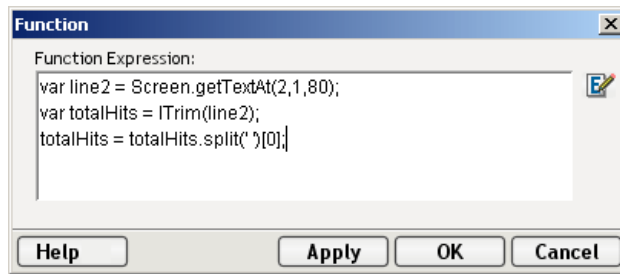 Function
Function Expression:
var line2 = Screen.getTextAt(2,1,80);
var totalHits = lTrim(line2);
totalHits = totalHits.split(' ')[0];
Help Apply OK Cancel